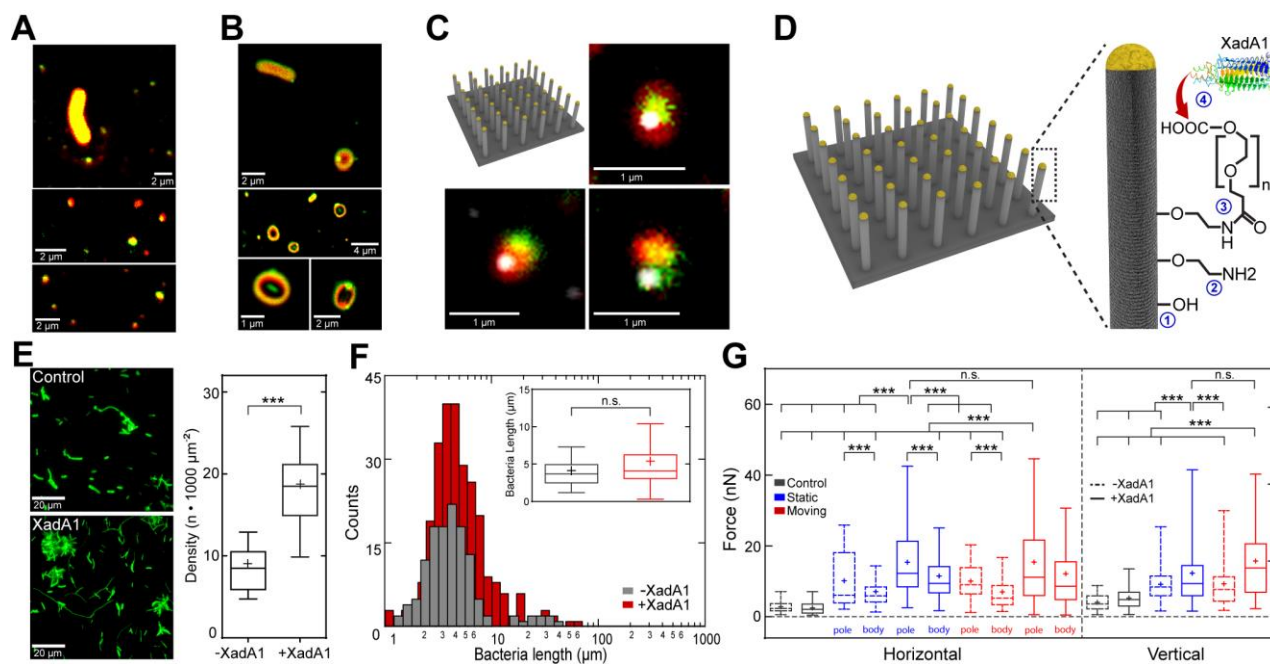 A
2 µm
2 µm
2 µm
B
2 µm
4 µm
1 µm
2 µm
C
1 µm
1 µm
1 µm
D
XadA1
④
HOOC
O
O
n
③
O
N
H
O
O
NH2
②
OH
①
E
Control
20 µm
XadA1
20 µm
Density (n • 1000 µm⁻²)
30
20
10
0
***
-XadA1
+XadA1
F
Counts
45
30
15
0
Bacteria Length (µm)
15
10
5
0
n.s.
-XadA1
+XadA1
1 2 3 4 5 6 10 2 3 4 5 6 100 2 3 4 5 6 1000
Bacteria length (µm)
G
Force (nN)
60
40
20
0
n.s.
n.s.
*** ***
*** ***
***
***
*** *** ***
Control
Static
Moving
-XadA1
+XadA1
pole body pole body pole body pole body
Horizontal
Vertical